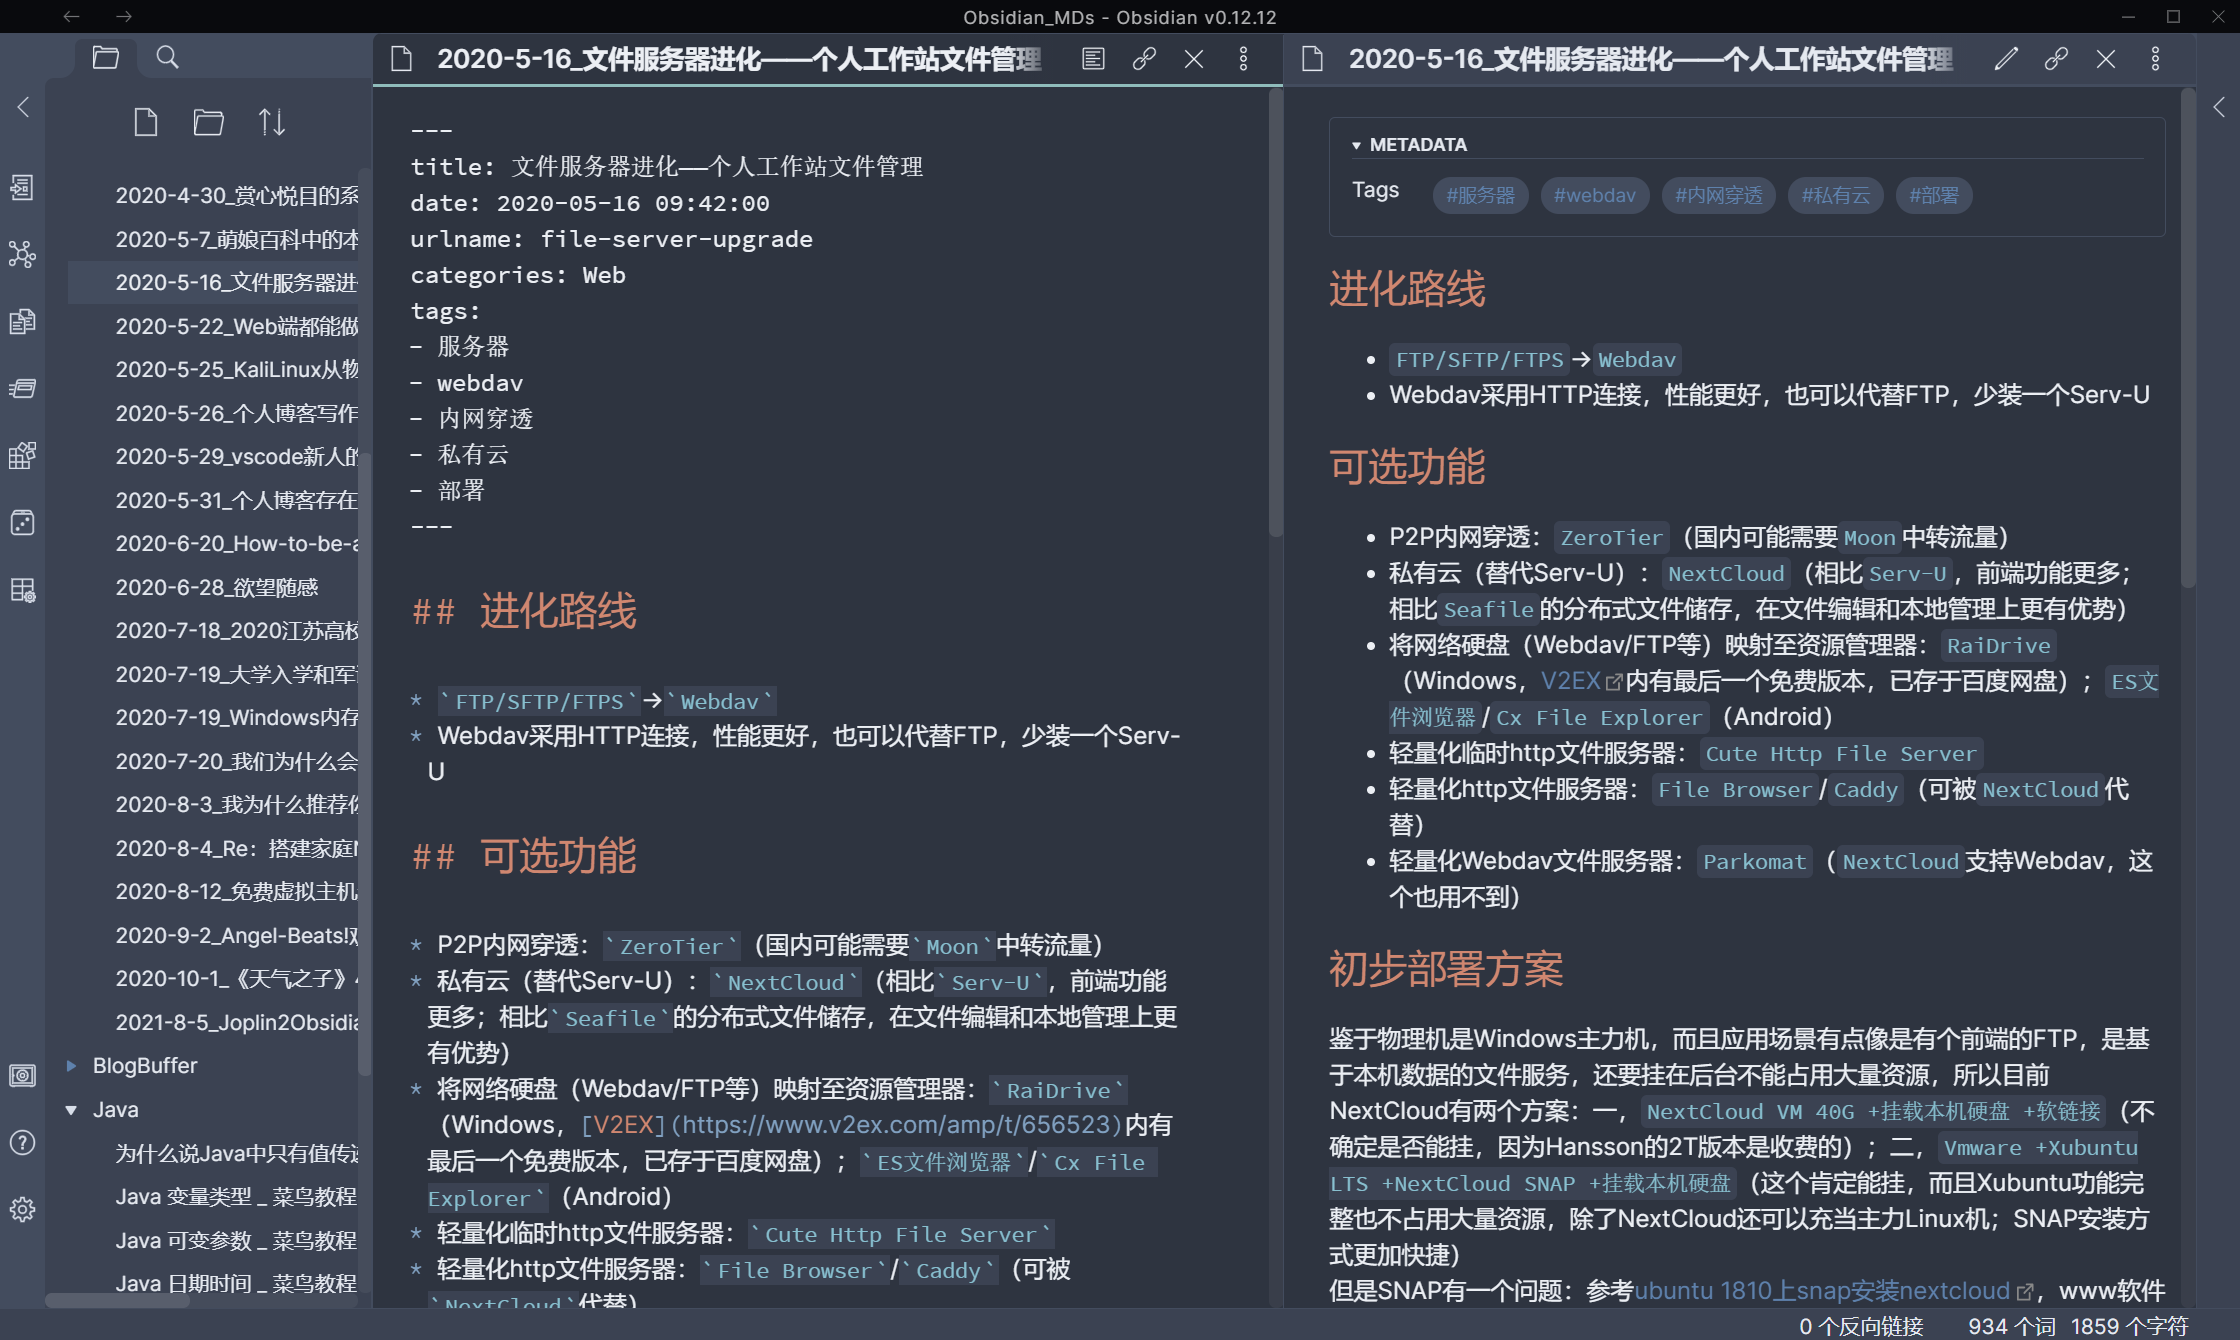 Obsidian_MDs - Obsidian v0.12.12
2020-4-30_赏心悦目的系
2020-5-7_萌娘百科中的本
2020-5-16_文件服务器进
2020-5-22_Web端都能做
2020-5-25_KaliLinux从物
2020-5-26_个人博客写作
2020-5-29_vscode新人的
2020-5-31_个人博客存在
2020-6-20_How-to-be-a
2020-6-28_欲望随感
2020-7-18_2020江苏高校
2020-7-19_大学入学和军
2020-7-19_Windows内存
2020-7-20_我们为什么会
2020-8-3_我为什么推荐你
2020-8-4_Re：搭建家庭N
2020-8-12_免费虚拟主机
2020-9-2_Angel-Beats!观
2020-10-1_《天气之子》4
2021-8-5_Joplin2Obsidia
BlogBuffer
Java
为什么说Java中只有值传递
Java 变量类型 _ 菜鸟教程
Java 可变参数 _ 菜鸟教程
Java 日期时间 _ 菜鸟教程
2020-5-16_文件服务器进化——个人工作站文件管理
---
title: 文件服务器进化——个人工作站文件管理
date: 2020-05-16 09:42:00
urlname: file-server-upgrade
categories: Web
tags:
- 服务器
- webdav
- 内网穿透
- 私有云
- 部署
---
## 进化路线
* `FTP/SFTP/FTPS`→`Webdav`
* Webdav采用HTTP连接，性能更好，也可以代替FTP，少装一个Serv-
U
## 可选功能
* P2P内网穿透：`ZeroTier`（国内可能需要`Moon`中转流量）
* 私有云（替代Serv-U）：`NextCloud`（相比`Serv-U`，前端功能
更多；相比`Seafile`的分布式文件储存，在文件编辑和本地管理上更
有优势）
* 将网络硬盘（Webdav/FTP等）映射至资源管理器：`RaiDrive`
（Windows，[V2EX](https://www.v2ex.com/amp/t/656523)内有
最后一个免费版本，已存于百度网盘）；`ES文件浏览器`/`Cx File
Explorer`（Android）
* 轻量化临时http文件服务器：`Cute Http File Server`
* 轻量化http文件服务器：`File Browser`/`Caddy`（可被
`NextCloud`代替）
2020-5-16_文件服务器进化——个人工作站文件管理
METADATA
Tags #服务器 #webdav #内网穿透 #私有云 #部署
进化路线
• FTP/SFTP/FTPS→Webdav
• Webdav采用HTTP连接，性能更好，也可以代替FTP，少装一个Serv-U
可选功能
• P2P内网穿透：ZeroTier（国内可能需要Moon中转流量）
• 私有云（替代Serv-U）：NextCloud（相比Serv-U，前端功能更多；
相比Seafile的分布式文件储存，在文件编辑和本地管理上更有优势）
• 将网络硬盘（Webdav/FTP等）映射至资源管理器：RaiDrive
（Windows，V2EX内有最后一个免费版本，已存于百度网盘）；ES文
件浏览器/Cx File Explorer（Android）
• 轻量化临时http文件服务器：Cute Http File Server
• 轻量化http文件服务器：File Browser/Caddy（可被NextCloud代
替）
• 轻量化Webdav文件服务器：Parkomat（NextCloud支持Webdav，这
个也用不到）
初步部署方案
鉴于物理机是Windows主力机，而且应用场景有点像是有个前端的FTP，是基
于本机数据的文件服务，还要挂在后台不能占用大量资源，所以目前
NextCloud有两个方案：一，NextCloud VM 40G +挂载本机硬盘 +软链接（不
确定是否能挂，因为Hansson的2T版本是收费的）；二，Vmware +Xubuntu
LTS +NextCloud SNAP +挂载本机硬盘（这个肯定能挂，而且Xubuntu功能完
整也不占用大量资源，除了NextCloud还可以充当主力Linux机；SNAP安装方
式更加快捷）
但是SNAP有一个问题：参考ubuntu 1810上snap安装nextcloud，www软件
0 个反向链接 934 个词 1859 个字符